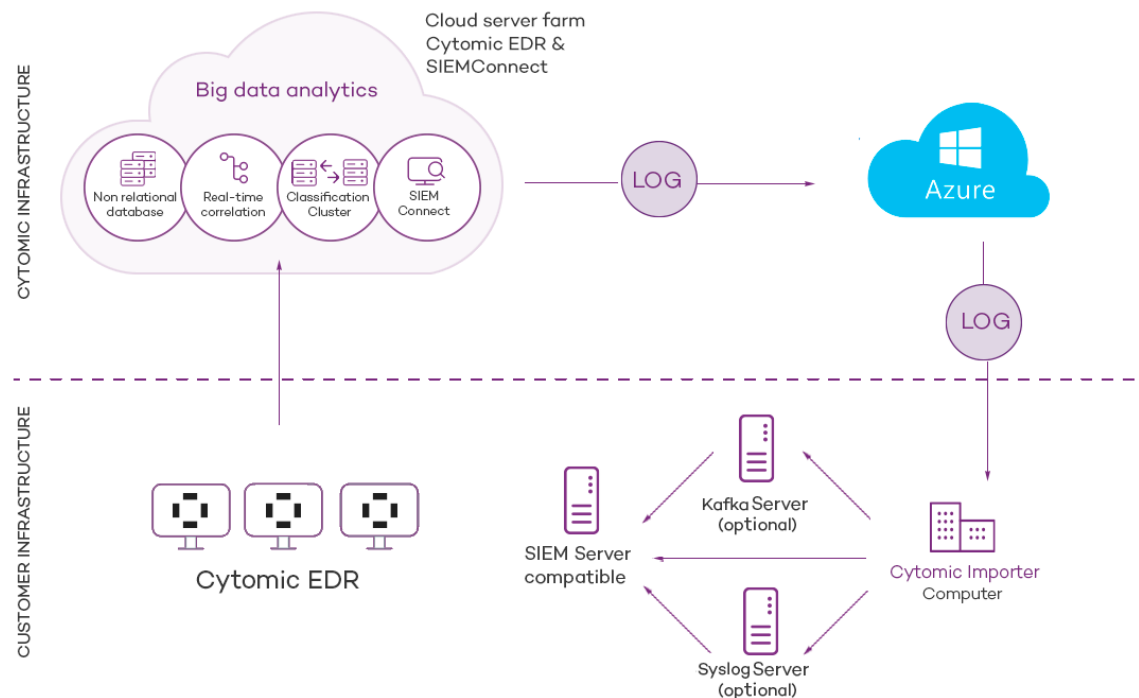 CYTOMIC INFRASTRUCTURE
Cloud server farm
Cytomic EDR &
SIEMConnect
Big data analytics
Non relational
database
Real-time
correlation
Classification
Cluster
SIEM
Connect
LOG
Azure
LOG
CUSTOMER INFRASTRUCTURE
Cytomic EDR
SIEM Server
compatible
Kafka Server
(optional)
Syslog Server
(optional)
Cytomic Importer
Computer